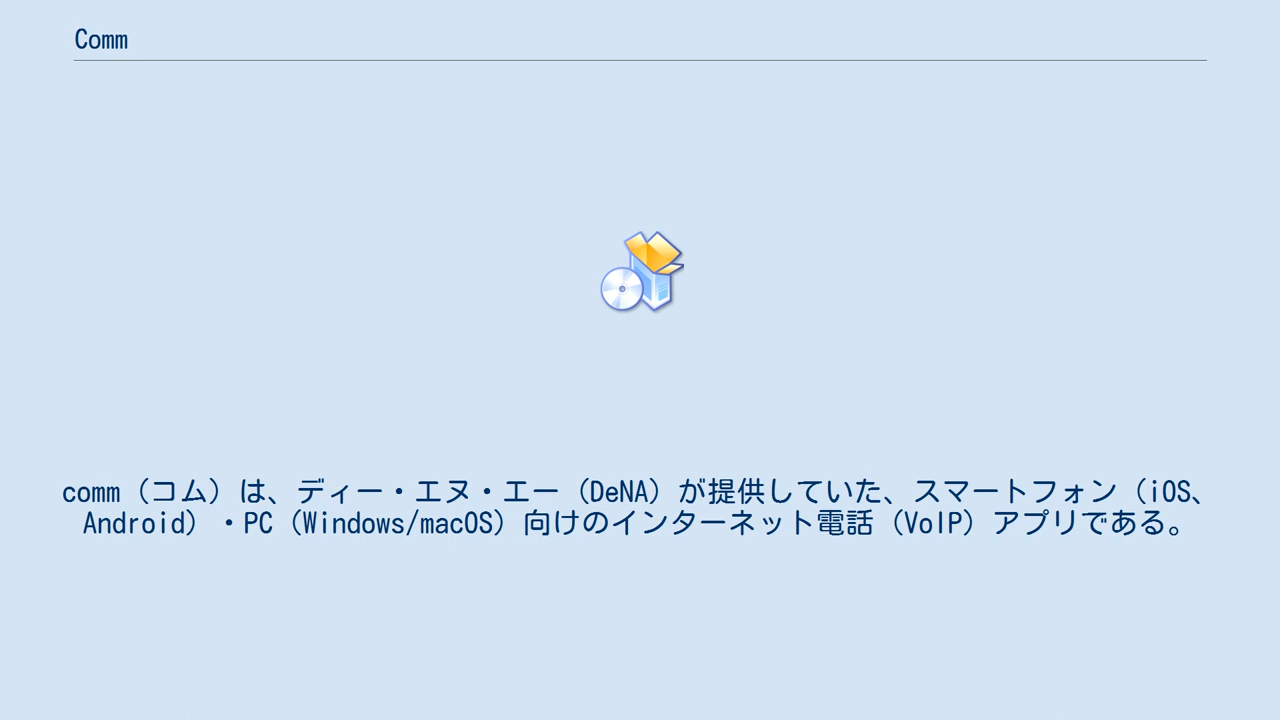 Comm
comm（コム）は、ディー・エヌ・エー（DeNA）が提供していた、スマートフォン（iOS、
Android）・PC（Windows/macOS）向けのインターネット電話（VoIP）アプリである。